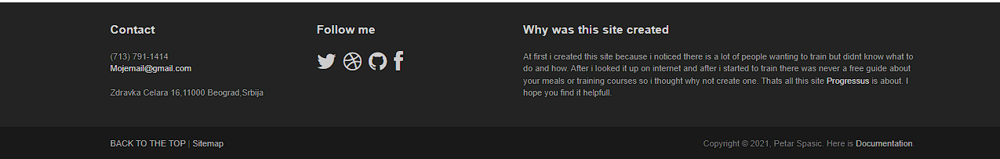 Contact
(713) 791-1414
Mojemail@gmail.com
Zdravka Celara 16,11000 Beograd,Srbija
Follow me
Why was this site created
At first i created this site because i noticed there is a lot of people wanting to train but didnt know what to
do and how. After i looked it up on internet and after i started to train there was never a free guide about
your meals or training courses so i thought why not create one. Thats all this site Progressus is about. I
hope you find it helpfull.
BACK TO THE TOP | Sitemap
Copyright © 2021, Petar Spasic. Here is Documentation.